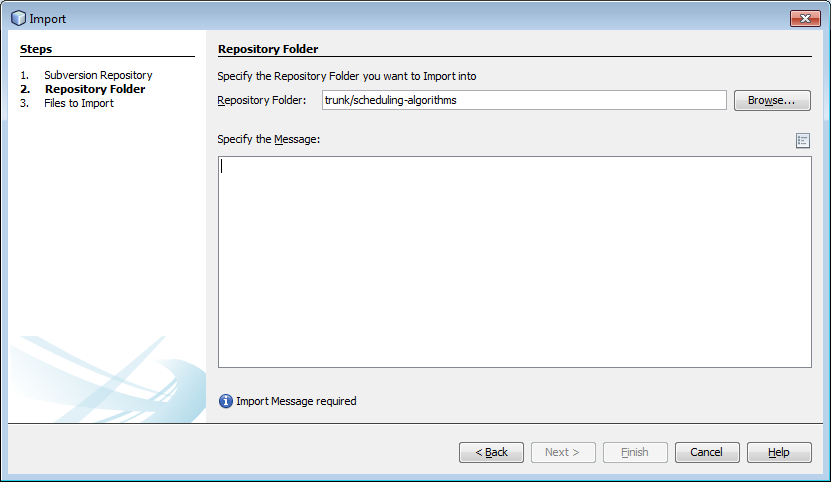 Import
Steps
1. Subversion Repository
2. Repository Folder
3. Files to Import
Repository Folder
Specify the Repository Folder you want to Import into
Repository Folder: trunk/scheduling-algorithms Browse...
Specify the Message:
Import Message required
< Back Next > Finish Cancel Help